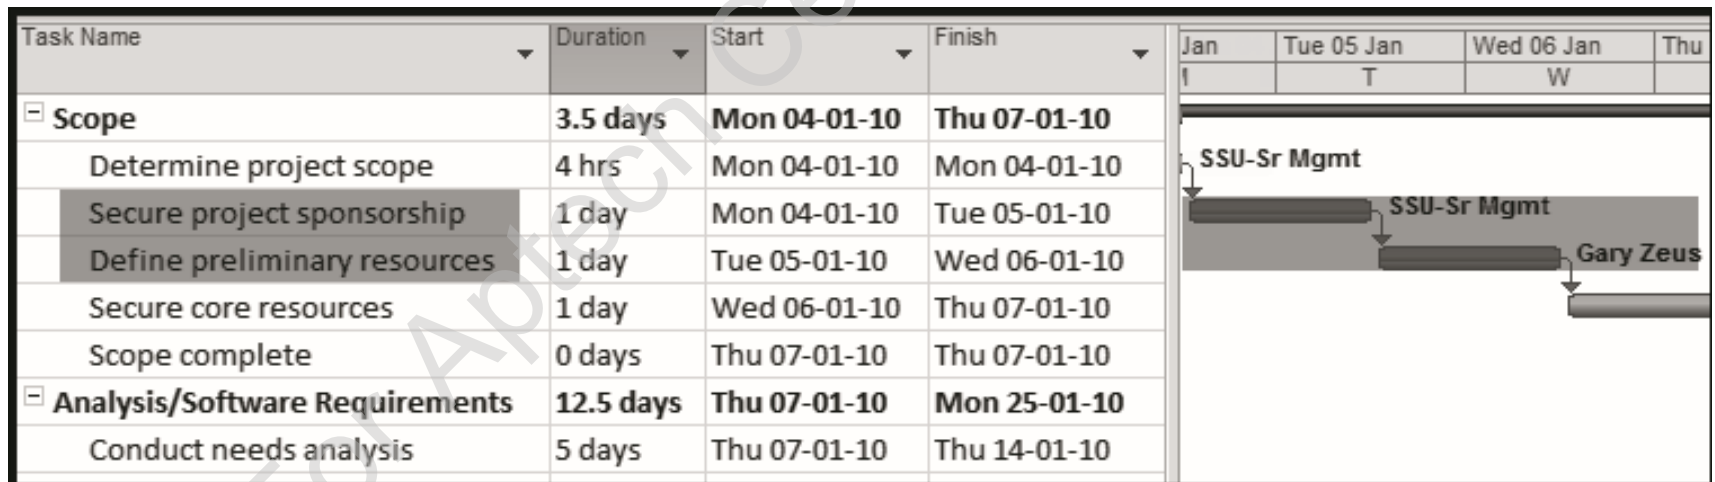 Task Name Duration Start Finish Jan Tue 05 Jan Wed 06 Jan Thu
T W
Scope 3.5 days Mon 04-01-10 Thu 07-01-10
Determine project scope 4 hrs Mon 04-01-10 Mon 04-01-10 SSU-Sr Mgmt
Secure project sponsorship 1 day Mon 04-01-10 Tue 05-01-10 SSU-Sr Mgmt
Define preliminary resources 1 day Tue 05-01-10 Wed 06-01-10 Gary Zeus
Secure core resources 1 day Wed 06-01-10 Thu 07-01-10
Scope complete 0 days Thu 07-01-10 Thu 07-01-10
Analysis/Software Requirements 12.5 days Thu 07-01-10 Mon 25-01-10
Conduct needs analysis 5 days Thu 07-01-10 Thu 14-01-10
For Aptech